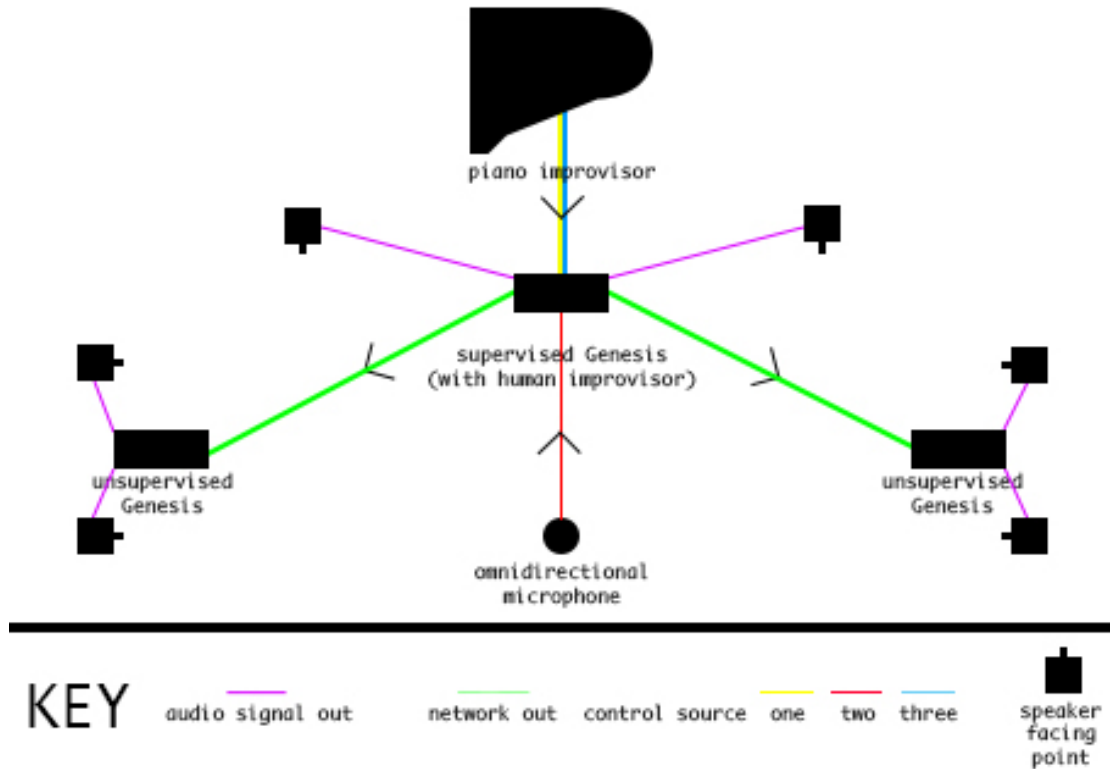 piano improvisor
supervised Genesis
(with human improvisor)
unsupervised
Genesis
unsupervised
Genesis
omnidirectional
microphone
KEY
audio signal out
network out
control source
one
two
three
speaker
facing
point